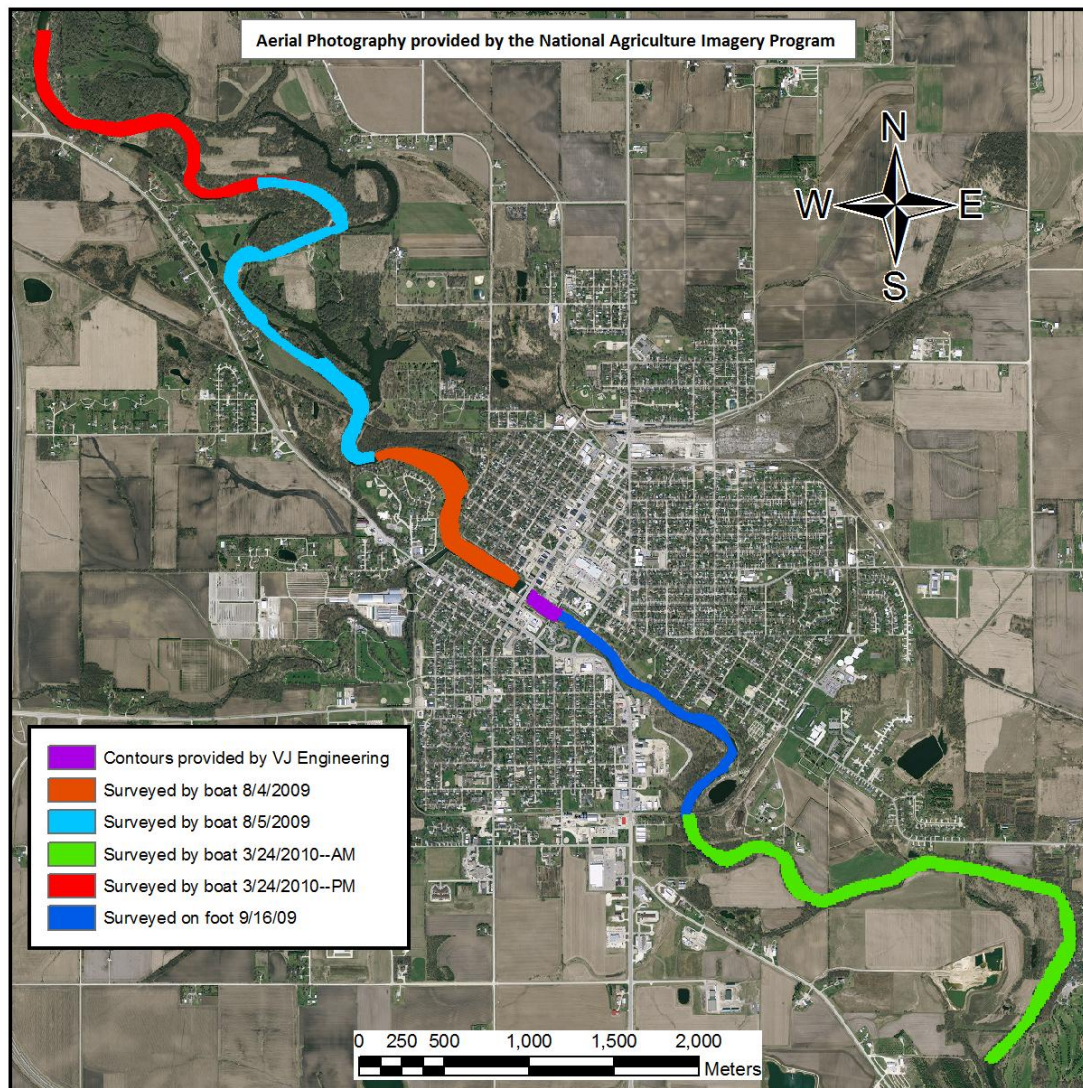 Aerial Photography provided by the National Agriculture Imagery Program
N
W E
S
Contours provided by VJ Engineering
Surveyed by boat 8/4/2009
Surveyed by boat 8/5/2009
Surveyed by boat 3/24/2010--AM
Surveyed by boat 3/24/2010--PM
Surveyed on foot 9/16/09
0 250 500 1,000 1,500 2,000
Meters